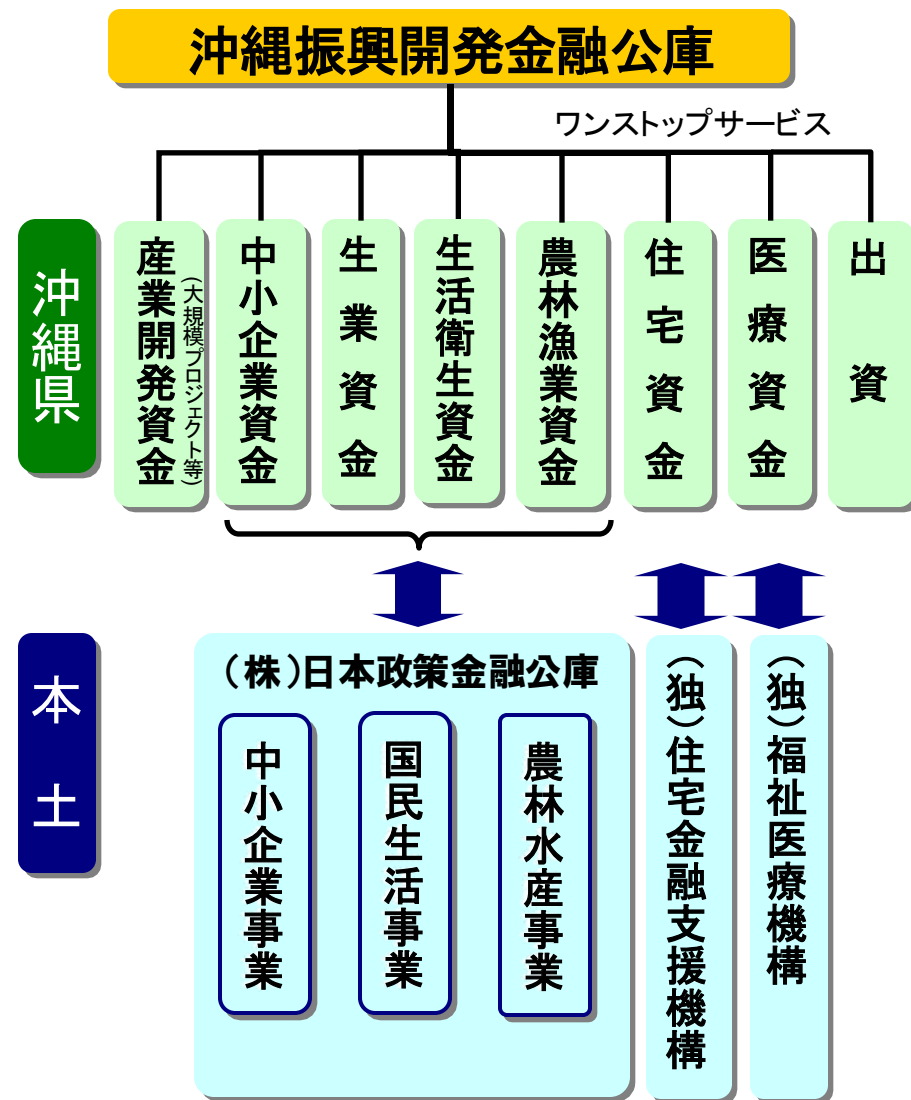 沖縄振興開発金融公庫
ワンストップサービス
沖縄県
産業開発資金
(大規模プロジェクト等)
中小企業資金
生業資金
生活衛生資金
農林漁業資金
住宅資金
医療資金
出資
本土
(株)日本政策金融公庫
中小企業事業
国民生活事業
農林水産事業
(独)住宅金融支援機構
(独)福祉医療機構